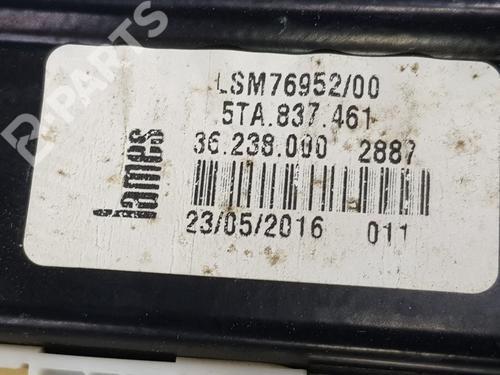 LSM76952/00
5TA.837.461
36.238.000 2887
lames
23/05/2016 011
B-PARTS